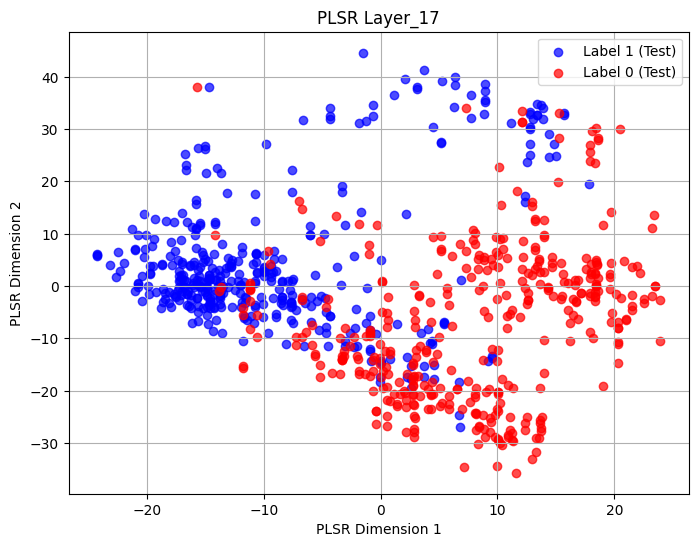 PLSR Layer_17
Label 1 (Test)
Label 0 (Test)
PLSR Dimension 2
40
30
20
10
0
−10
−20
−30
−20
−10
0
10
20
PLSR Dimension 1